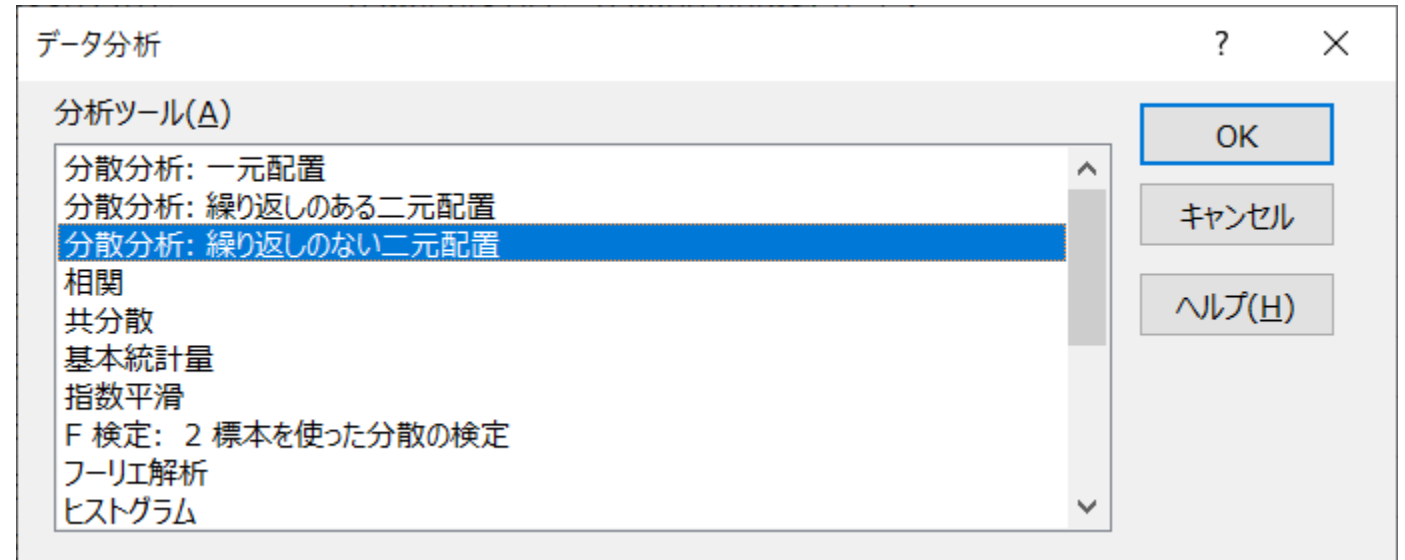 データ分析
?
×
分析ツール(A)
分散分析: 一元配置
分散分析: 繰り返しのある二元配置
分散分析: 繰り返しのない二元配置
相関
共分散
基本統計量
指数平滑
F 検定: 2 標本を使った分散の検定
フーリエ解析
ヒストグラム
OK
キャンセル
ヘルプ(H)